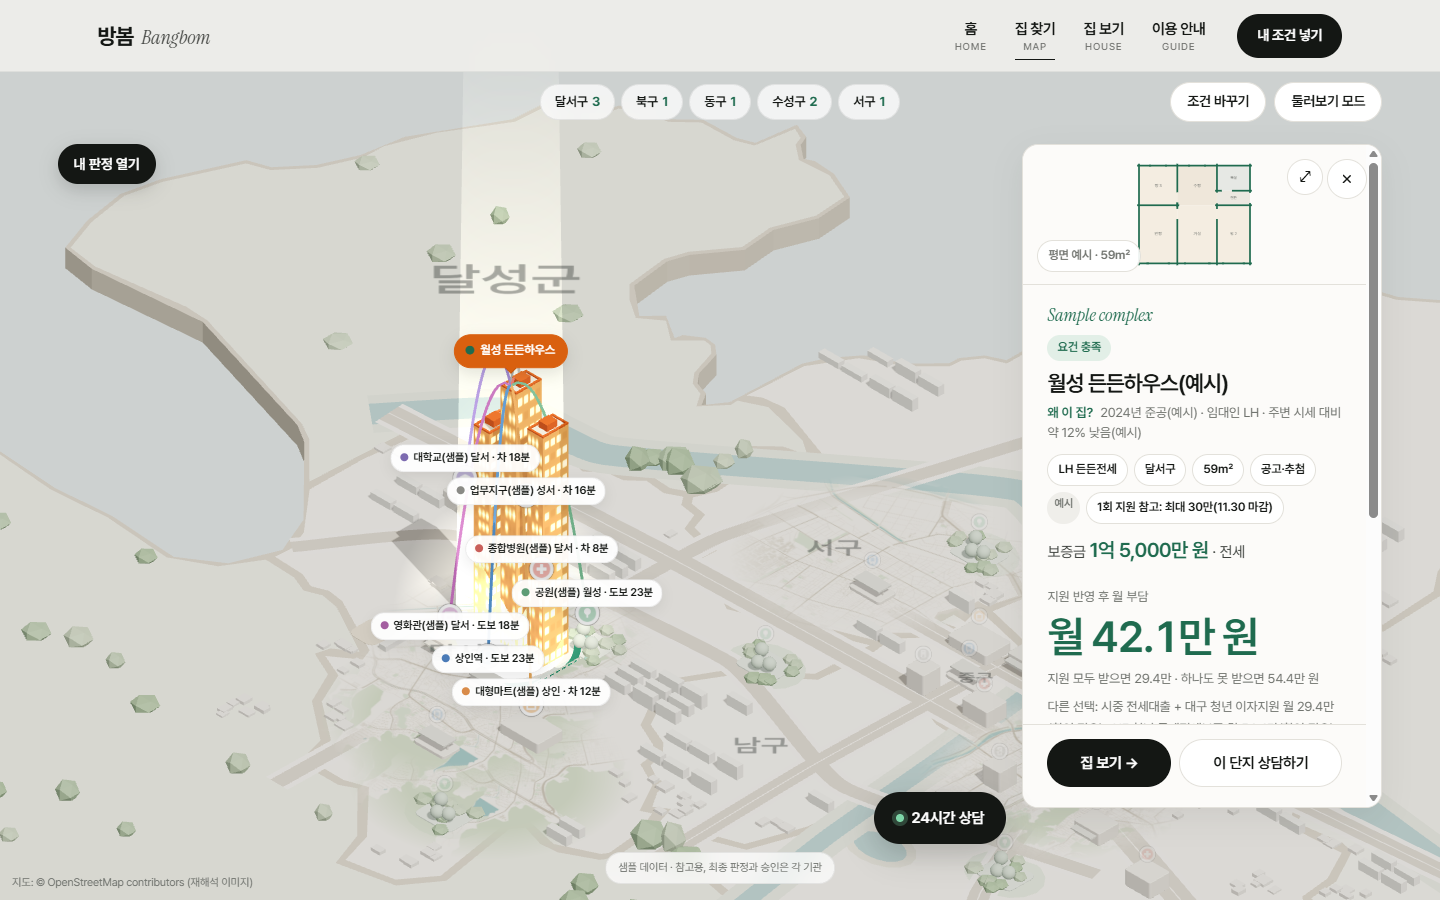 방봄 Bangbom
홈
HOME
집 찾기
MAP
집 보기
HOUSE
이용 안내
GUIDE
내 조건 넣기
달서구 3
북구 1
동구 1
수성구 2
서구 1
조건 바꾸기
둘러보기 모드
내 판정 열기
달성군
월성 든든하우스
대학교(샘플) 달서 · 차 18분
업무지구(샘플) 성서 · 차 16분
종합병원(샘플) 달서 · 차 8분
공원(샘플) 월성 · 도보 23분
영화관(샘플) 달서 · 도보 18분
상인역 · 도보 23분
대형마트(샘플) 상인 · 차 12분
서구
남구
평면 예시 · 59m²
Sample complex
요건 충족
월성 든든하우스(예시)
왜 이 집? 2024년 준공(예시) · 임대인 LH · 주변 시세 대비
약 12% 낮음(예시)
LH 든든전세
달서구
59m²
공고·추첨
예시
1회 지원 참고: 최대 30만(11.30 마감)
보증금 1억 5,000만 원 · 전세
지원 반영 후 월 부담
월 42.1만 원
지원 모두 받으면 29.4만 · 하나도 못 받으면 54.4만 원
다른 선택: 시중 전세대출 + 대구 청년 이자지원 월 29.4만
집 보기 →
이 단지 상담하기
24시간 상담
샘플 데이터 · 참고용, 최종 판정과 승인은 각 기관
지도: © OpenStreetMap contributors (재해석 이미지)